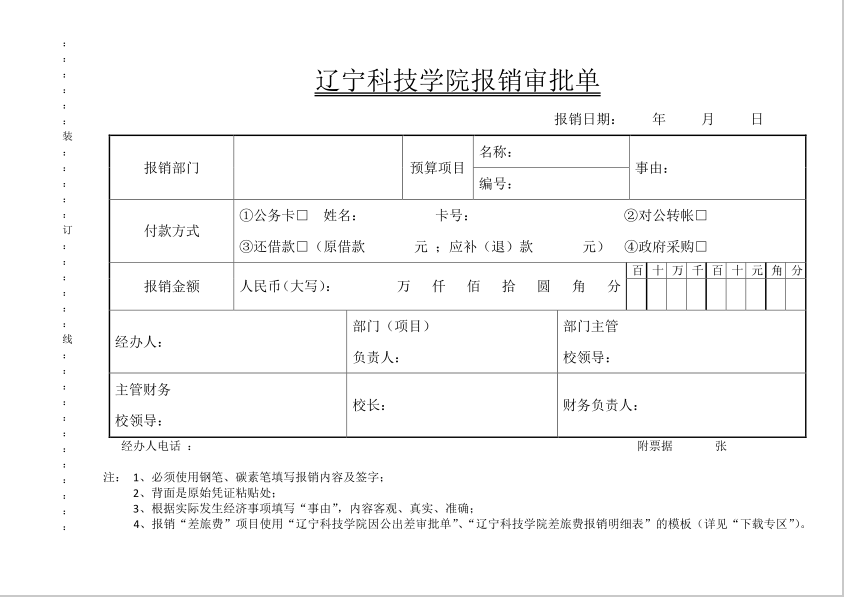 辽宁科技学院报销审批单
报销日期： 年 月 日
装
订
线
报销部门
预算项目
名称：
编号：
事由：
付款方式
①公务卡□ 姓名： 卡号： ②对公转帐□
③还借款□（原借款 元 ；应补（退）款 元） ④政府采购□
报销金额
人民币（大写）： 万 仟 佰 拾 圆 角 分
百 十 万 千 百 十 元 角 分
经办人：
部门（项目）
负责人：
部门主管
校领导：
主管财务
校领导：
校长：
财务负责人：
经办人电话 ： 附票据 张
注： 1、必须使用钢笔、碳素笔填写报销内容及签字；
2、背面是原始凭证粘贴处；
3、根据实际发生经济事项填写“事由”，内容客观、真实、准确；
4、报销“差旅费”项目使用“辽宁科技学院因公出差审批单”、“辽宁科技学院差旅费报销明细表”的模板（详见“下载专区”）。